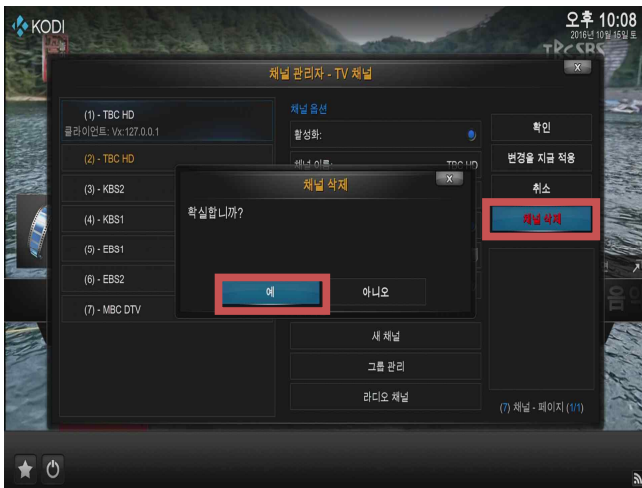 KODI
오후 10:08
2016년 10월 15일 토
채널 관리자 - TV 채널
X
(1) - TBC HD
클라이언트: Vx:127.0.0.1
(2) - TBC HD
(3) - KBS2
(4) - KBS1
(5) - EBS1
(6) - EBS2
(7) - MBC DTV
채널 옵션
활성화:
채널 이름:
TBC HD
채널 삭제
X
확실합니까?
예
아니오
새 채널
그룹 관리
라디오 채널
확인
변경을 지금 적용
취소
채널 삭제
(7) 채널 - 페이지 (1/1)